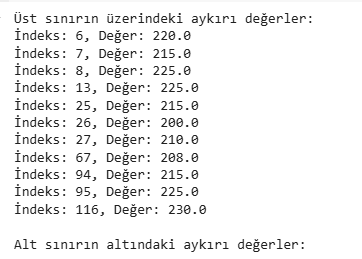 Üst sınırın üzerindeki aykırı değerler:
İndeks: 6, Değer: 220.0
İndeks: 7, Değer: 215.0
İndeks: 8, Değer: 225.0
İndeks: 13, Değer: 225.0
İndeks: 25, Değer: 215.0
İndeks: 26, Değer: 200.0
İndeks: 27, Değer: 210.0
İndeks: 67, Değer: 208.0
İndeks: 94, Değer: 215.0
İndeks: 95, Değer: 225.0
İndeks: 116, Değer: 230.0
Alt sınırın altındaki aykırı değerler: